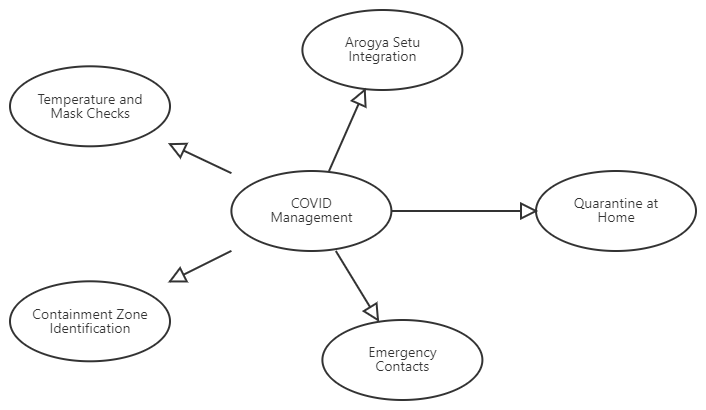 Arogya Setu
Integration
Temperature and
Mask Checks
COVID
Management
Quarantine at
Home
Containment Zone
Identification
Emergency
Contacts